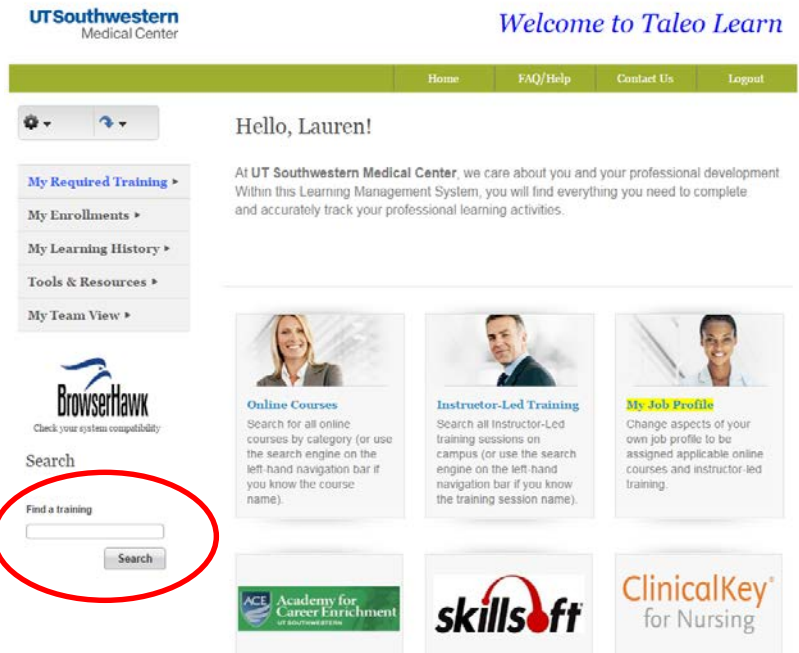 UTSouthwestern
Medical Center
Welcome to Taleo Learn
Home FAQ/Help Contact Us Logout
Hello, Lauren!
At UT Southwestern Medical Center, we care about you and your professional development.
Within this Learning Management System, you will find everything you need to complete
and accurately track your professional learning activities.
My Required Training
My Enrollments
My Learning History
Tools & Resources
My Team View
BrowserHawk
Check your system compatibility
Search
Find a training
Search
Online Courses
Search for all online
courses by category (or use
the search engine on the
left-hand navigation bar if
you know the course
name).
Instructor-Led Training
Search all Instructor-Led
training sessions on
campus (or use the search
engine on the left-hand
navigation bar if you know
the training session name).
My Job Profile
Change aspects of your
own job profile to be
assigned applicable online
courses and instructor-led
training.
ACE Academy for
Career Enrichment
UT SOUTHWESTERN
skillsoft
ClinicalKey
for Nursing